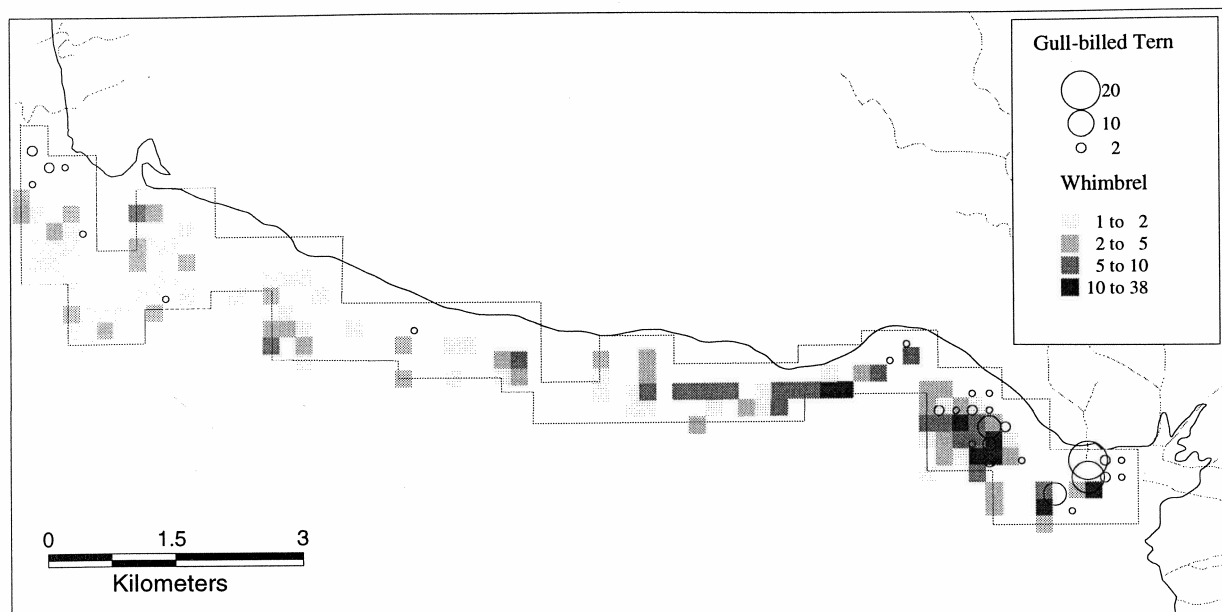 Gull-billed Tern
20
10
2
Whimbrel
1 to 2
2 to 5
5 to 10
10 to 38
0 1.5 3
Kilometers